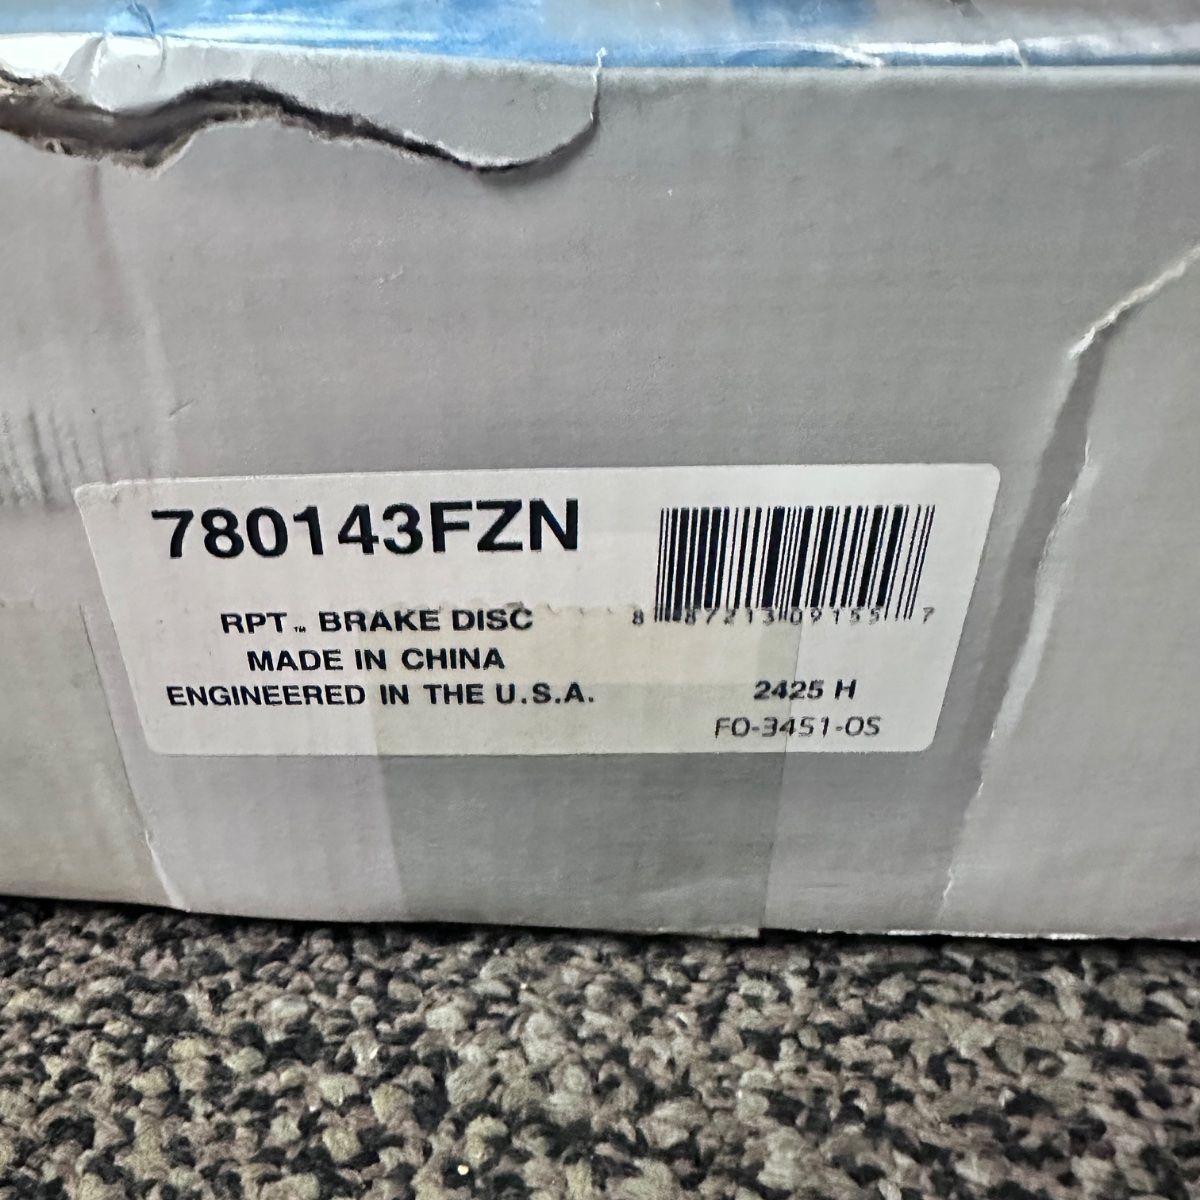 780143FZN
8 87213 09155 7
RPT™ BRAKE DISC
MADE IN CHINA
ENGINEERED IN THE U.S.A.
2425 H
FO-3451-OS